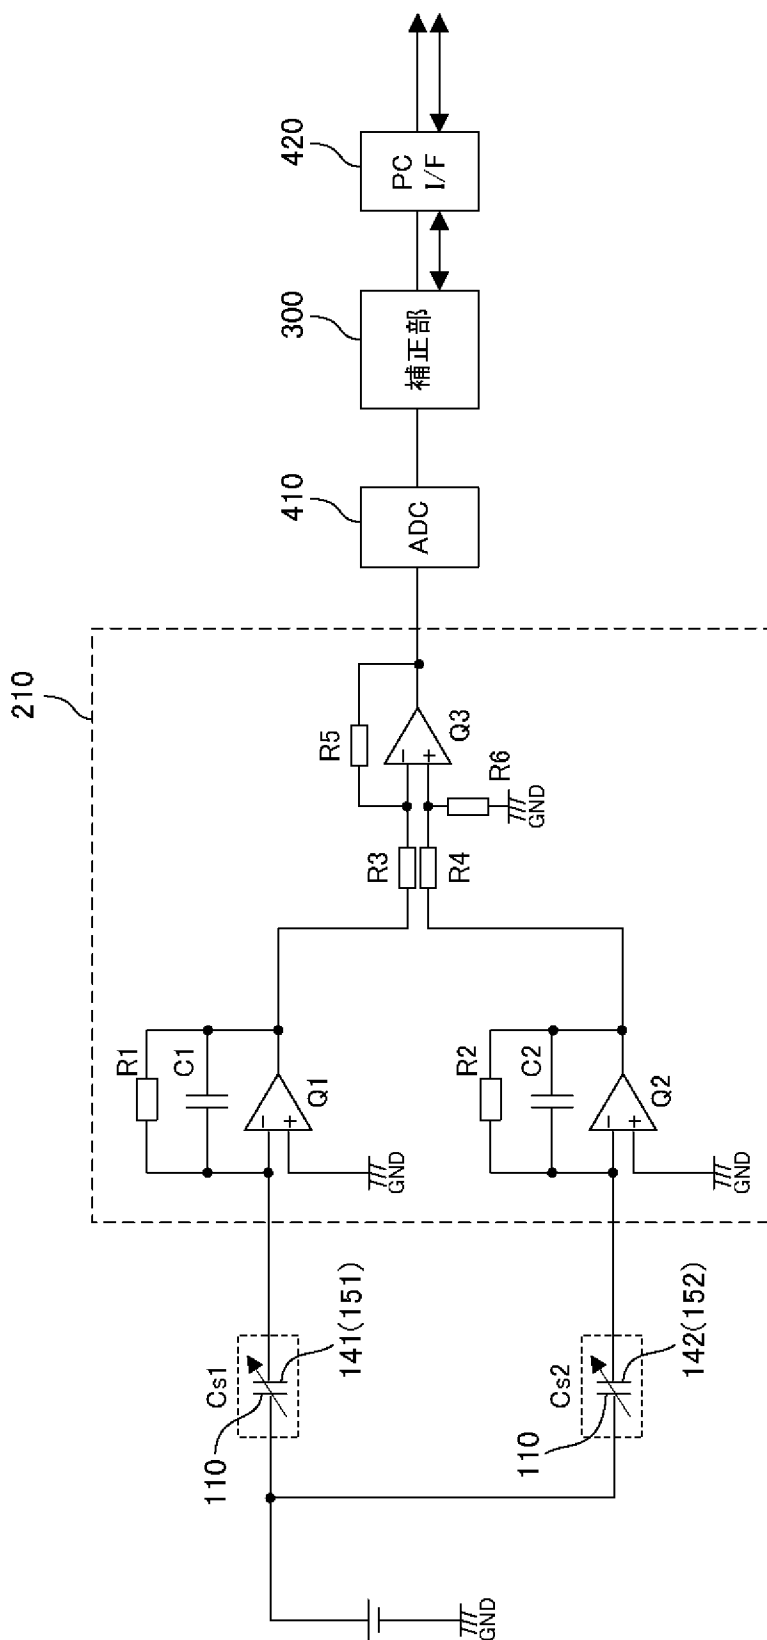 GND
110
Cs1
141(151)
110
Cs2
142(152)
210
R1
C1
−
+
Q1
GND
R2
C2
−
+
Q2
GND
R3
R4
R5
−
+
Q3
R6
GND
410
ADC
300
補正部
420
PC
I/F